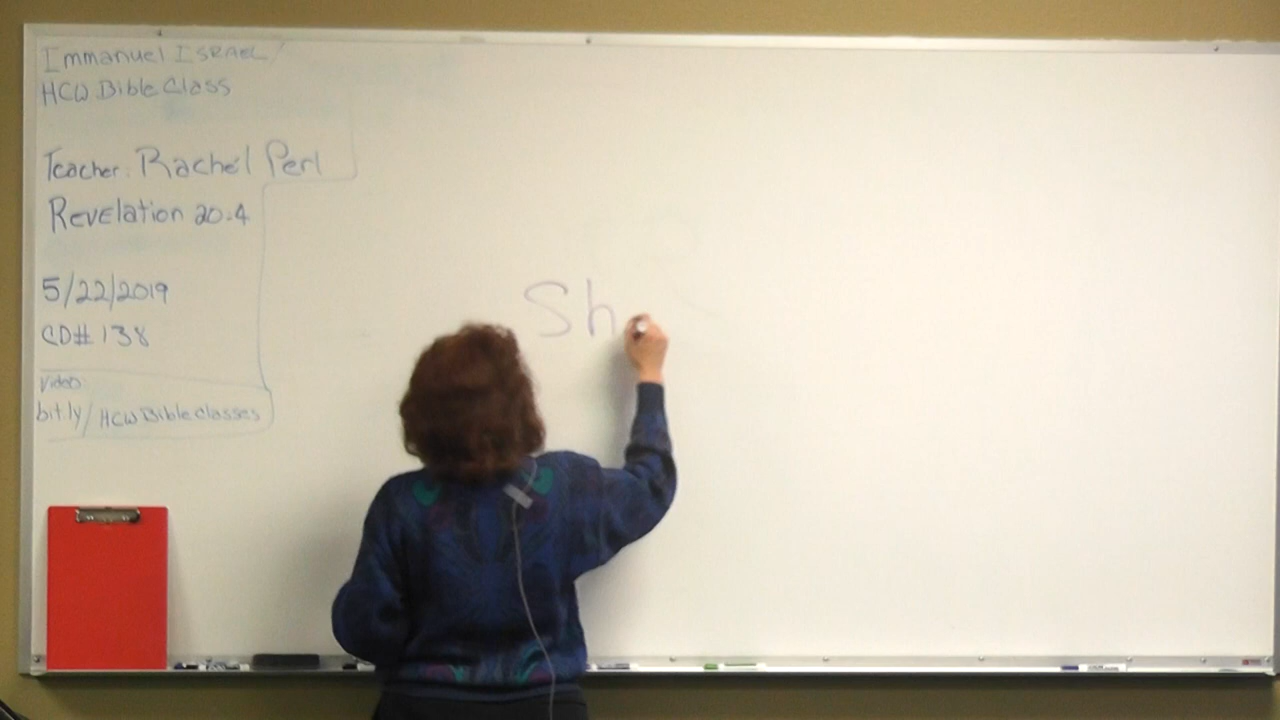 Immanuel ISRAEL/
HCW Bible Class
Teacher: Rachel Perl
Revelation 20:4
5/22/2019
CD# 138
Video
bit.ly/HCWBibleclasses
Sh